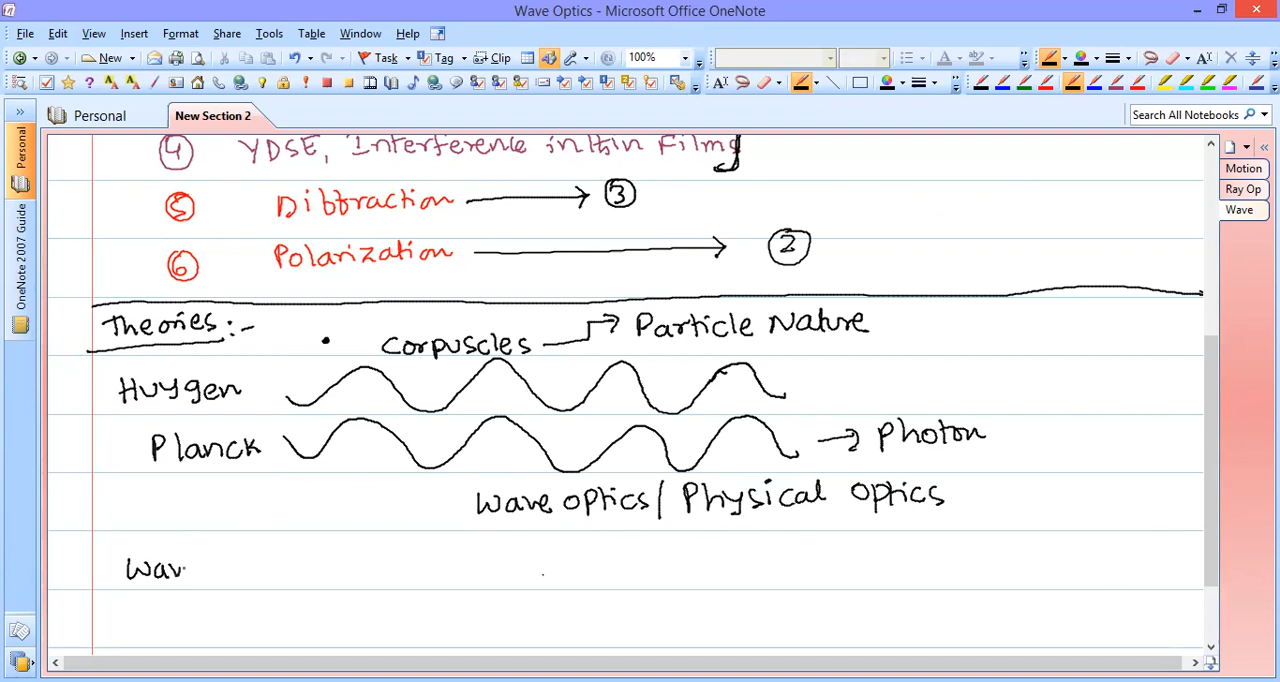 Wave Optics - Microsoft Office OneNote
File Edit View Insert Format Share Tools Table Window Help
New Task Tag Clip 100%
Personal New Section 2 Search All Notebooks
Personal
OneNote 2007 Guide
Motion
Ray Op
Wave
4 YDSE, Interference in thin Films]
5 Diffraction → 3
6 Polarization → 2
Theories :-
• Corpuscles → Particle Nature
Huygen
Planck → Photon
Wave Optics / Physical Optics
Wav